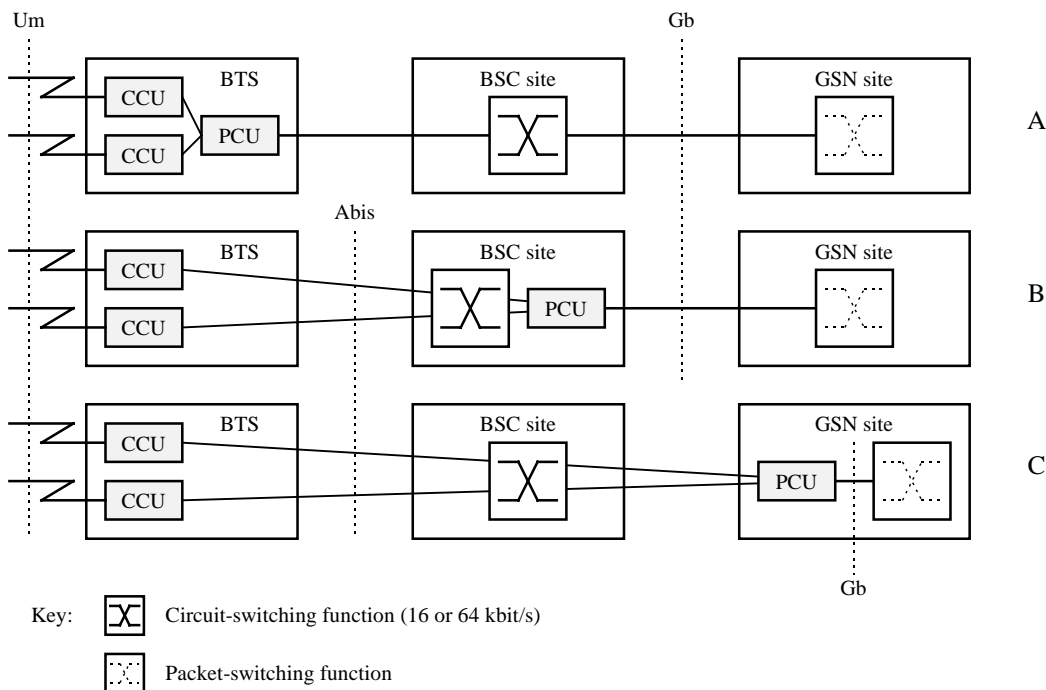 Um
Gb
BTS
BSC site
GSN site
CCU
CCU
PCU
A
Abis
BTS
BSC site
GSN site
CCU
CCU
PCU
B
BTS
BSC site
GSN site
CCU
CCU
PCU
C
Gb
Key:
Circuit-switching function (16 or 64 kbit/s)
Packet-switching function